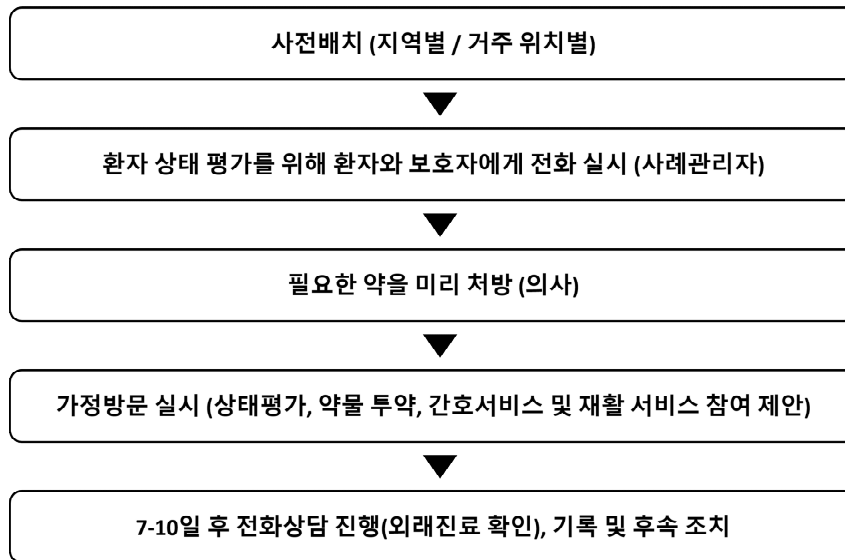 사전배치 (지역별 / 거주 위치별)
환자 상태 평가를 위해 환자와 보호자에게 전화 실시 (사례관리자)
필요한 약을 미리 처방 (의사)
가정방문 실시 (상태평가, 약물 투약, 간호서비스 및 재활 서비스 참여 제안)
7-10일 후 전화상담 진행(외래진료 확인), 기록 및 후속 조치